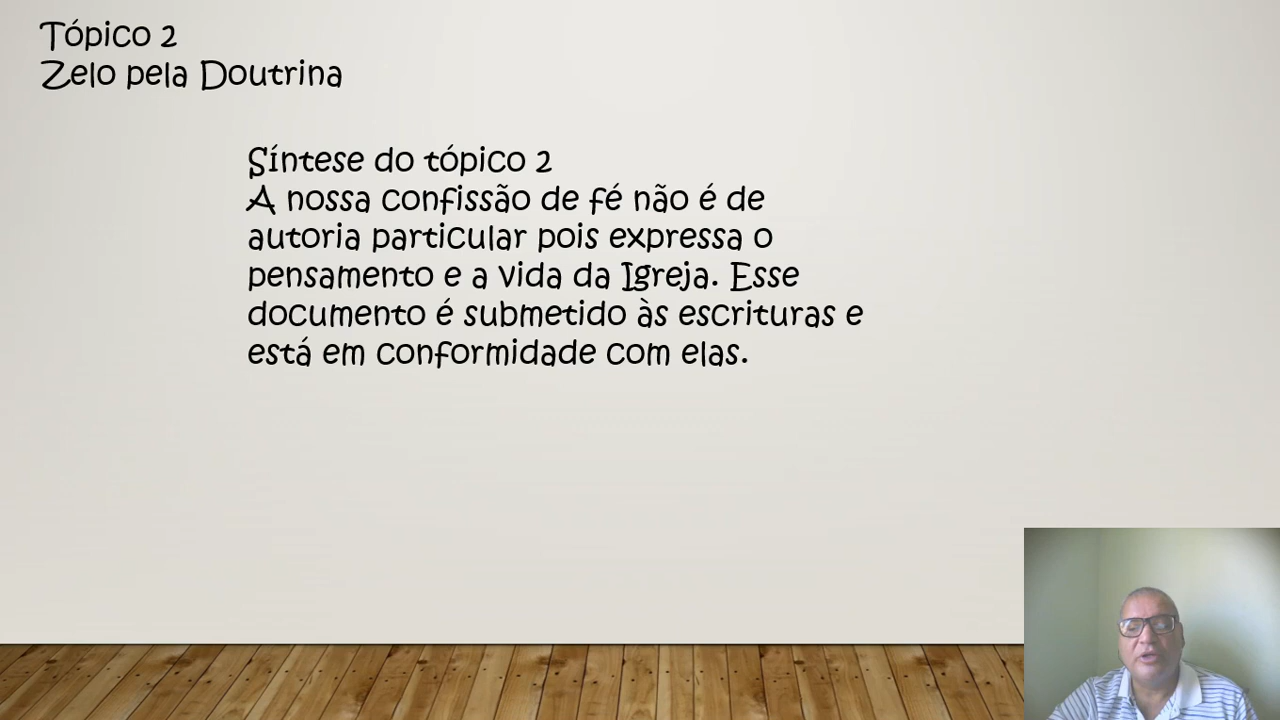 Tópico 2
Zelo pela Doutrina
Síntese do tópico 2
A nossa confissão de fé não é de
autoria particular pois expressa o
pensamento e a vida da Igreja. Esse
documento é submetido às escrituras e
está em conformidade com elas.